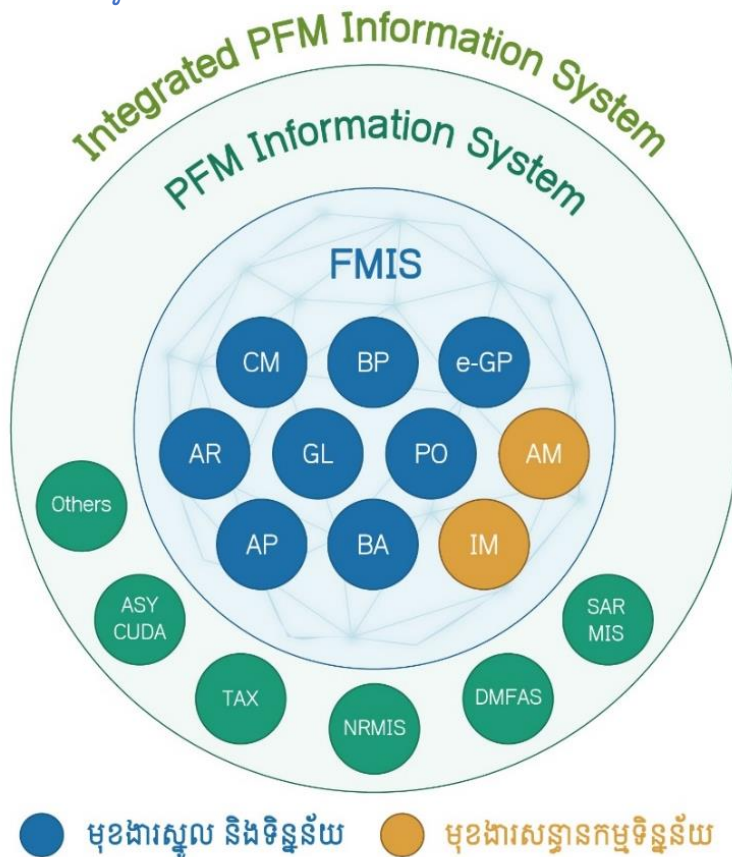 Integrated PFM Information System
PFM Information System
FMIS
CM
BP
e-GP
AR
GL
PO
AM
AP
BA
IM
Others
ASY
CUDA
TAX
NRMIS
DMFAS
SAR
MIS
មុខងារស្នូល និងទិន្នន័យ
មុខងារសន្ធានកម្មទិន្នន័យ